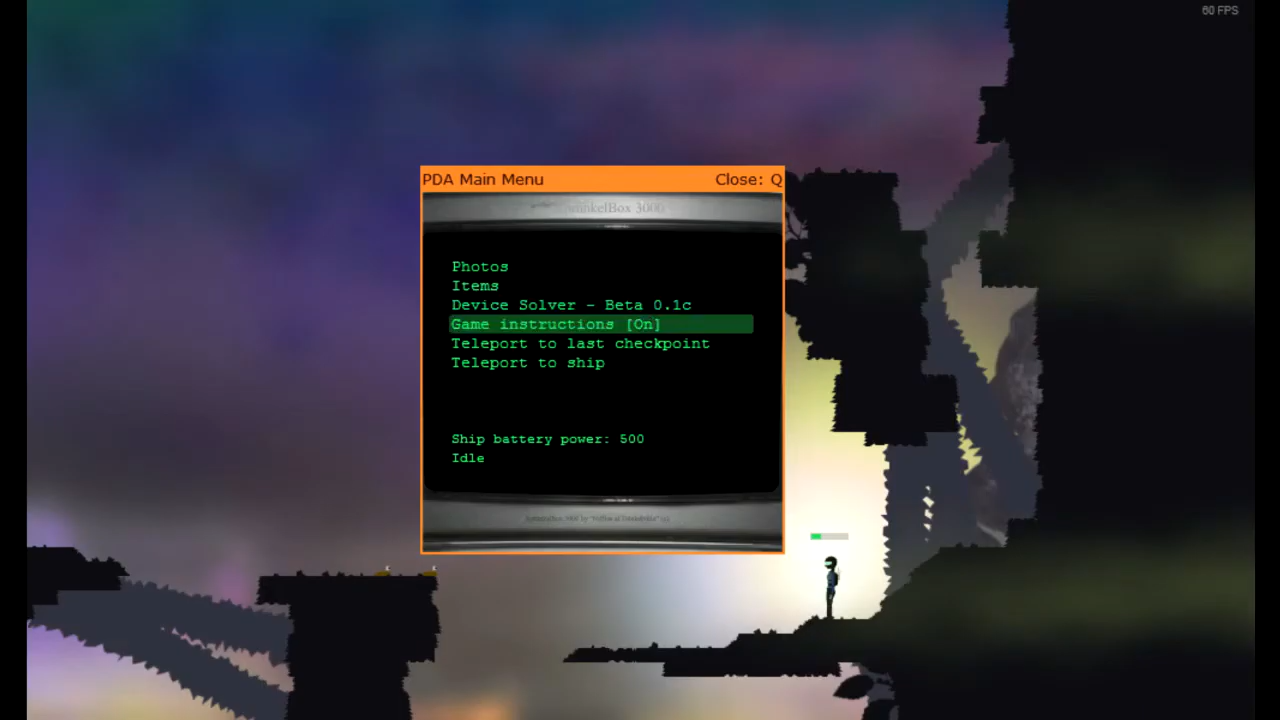 60 FPS
PDA Main Menu Close: Q
3000
Photos
Items
Device Solver - Beta 0.1c
Game instructions [On]
Teleport to last checkpoint
Teleport to ship
Ship battery power: 500
Idle